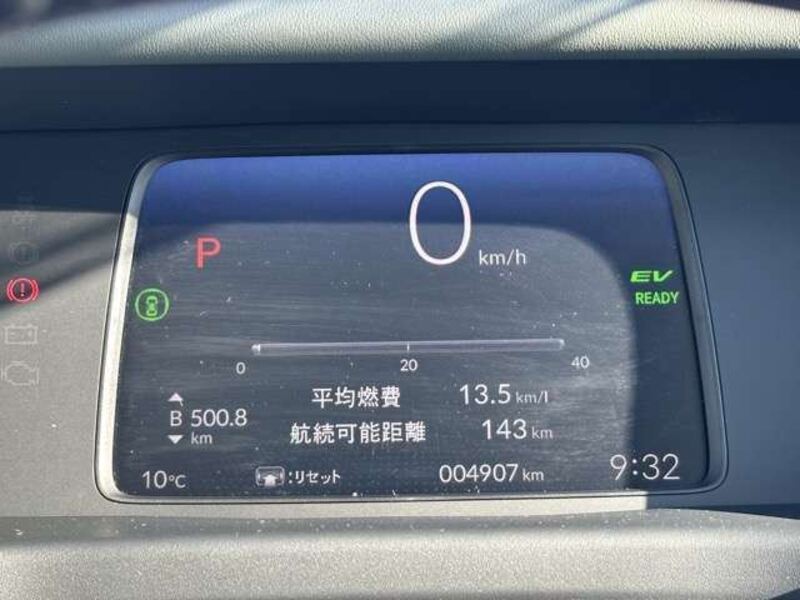 0 km/h
P
EV
READY
0 20 40
平均燃費 13.5 km/l
B 500.8 km
航続可能距離 143 km
10℃
:リセット
004907 km
9:32